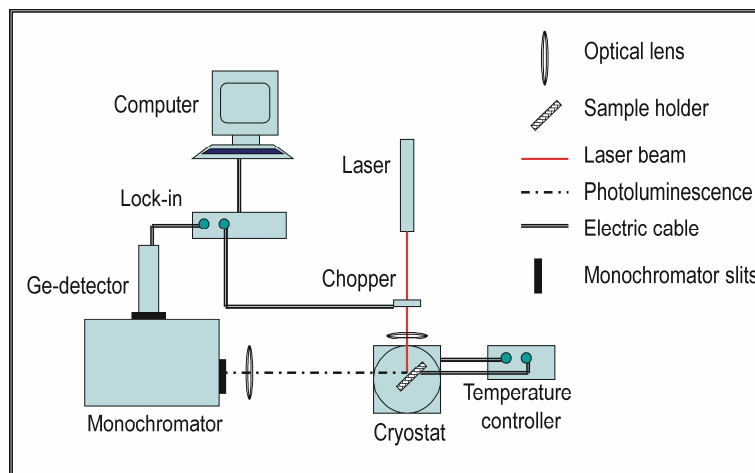 Computer
Lock-in
Ge-detector
Monochromator
Laser
Chopper
Cryostat
Temperature
controller
Optical lens
Sample holder
Laser beam
Photoluminescence
Electric cable
Monochromator slits